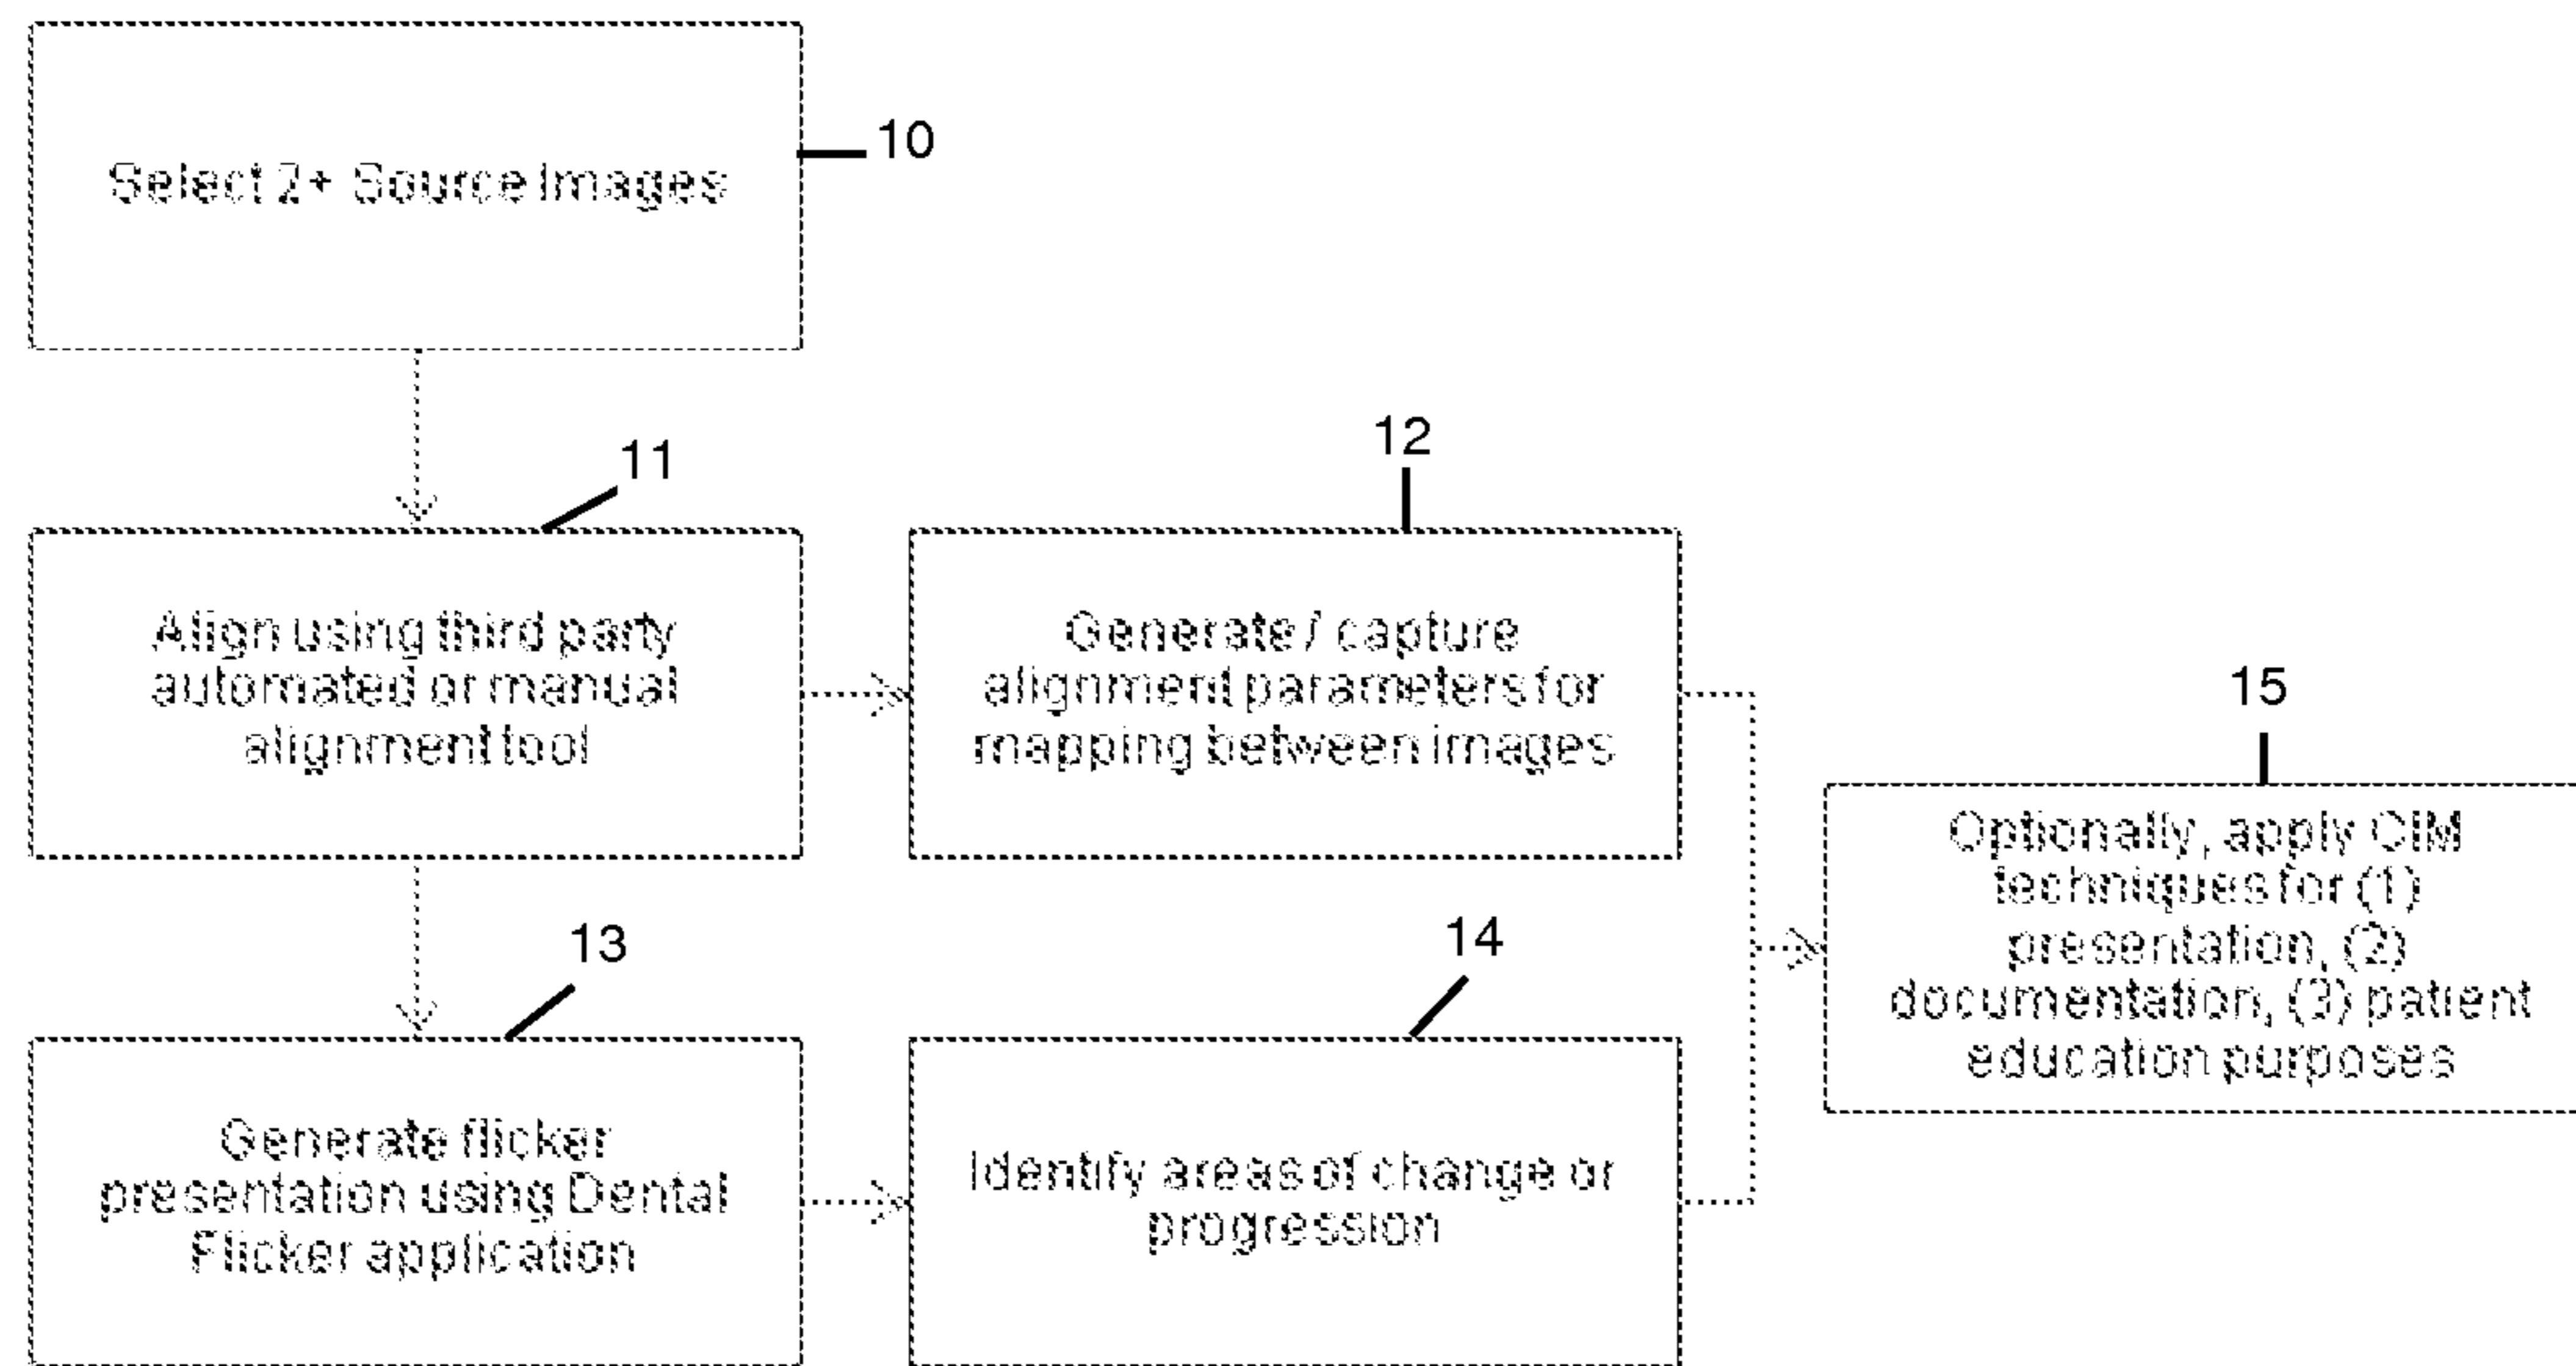 Select 2+ Source Images
10
11
Align using third party
automated or manual
alignment tool
12
Generate / capture
alignment parameters for
mapping between images
13
Generate flicker
presentation using Dental
Flicker application
14
Identify areas of change or
progression
15
Optionally, apply CIM
techniques for (1)
presentation, (2)
documentation, (3) patient
education purposes